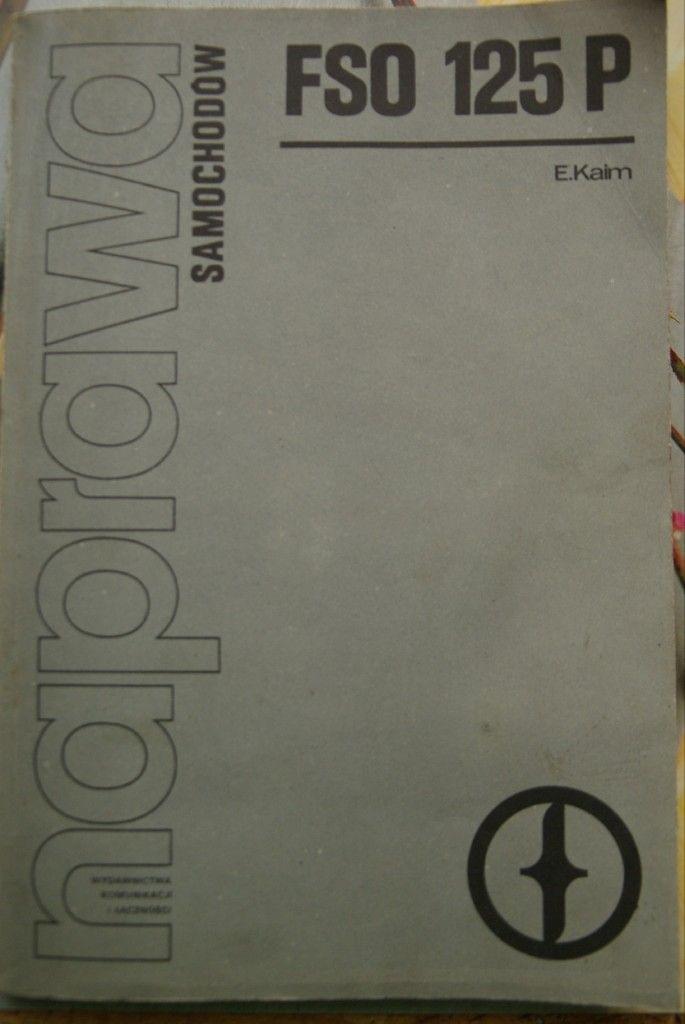 FSO 125 P
E.Kaim
naprawa
SAMOCHODÓW
WYDAWNICTWA
KOMUNIKACJI
I ŁĄCZNOŚCI